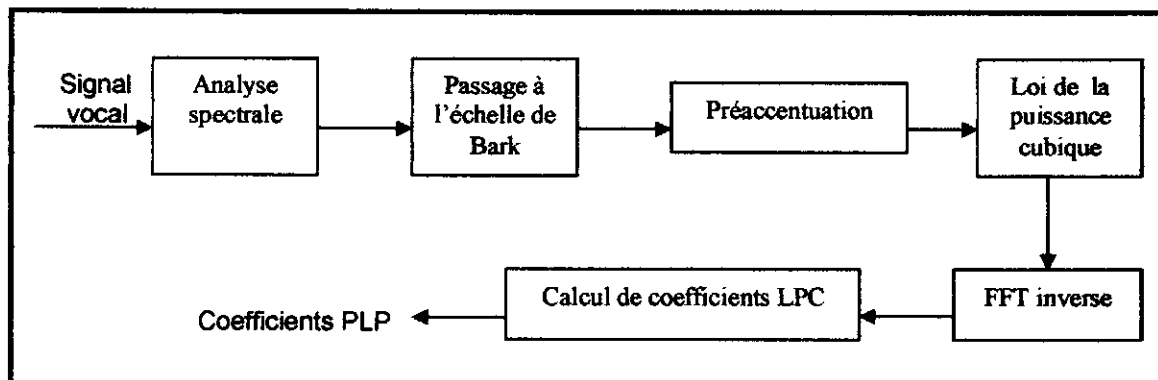 Signal
vocal
Analyse
spectrale
Passage à
l'échelle de
Bark
Préaccentuation
Loi de la
puissance
cubique
FFT inverse
Calcul de coefficients LPC
Coefficients PLP